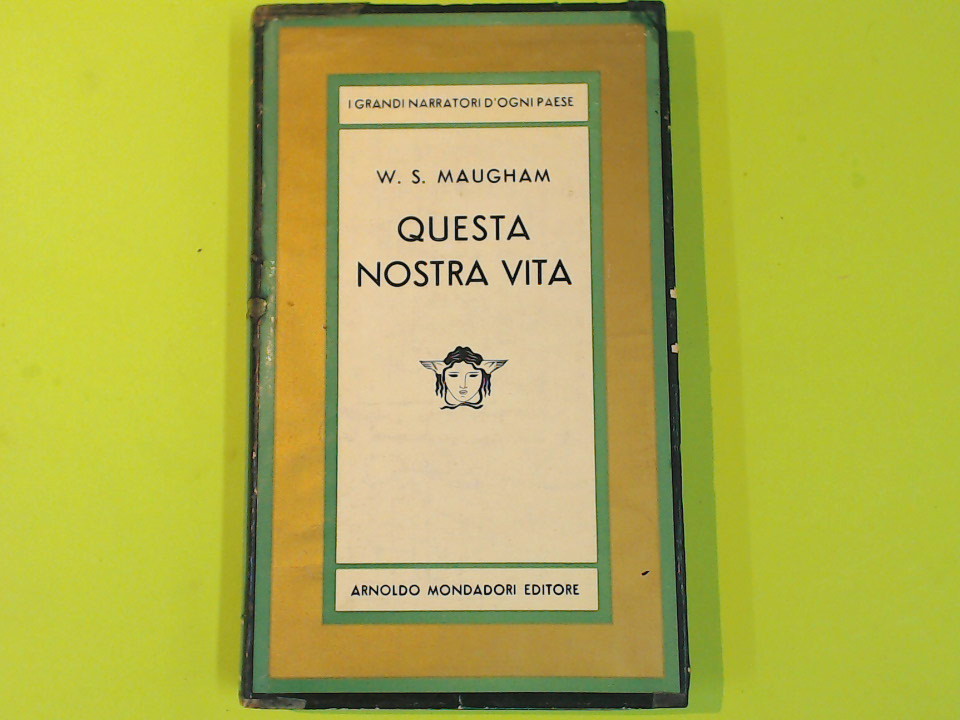 I GRANDI NARRATORI D'OGNI PAESE
W. S. MAUGHAM
QUESTA
NOSTRA VITA
ARNOLDO MONDADORI EDITORE